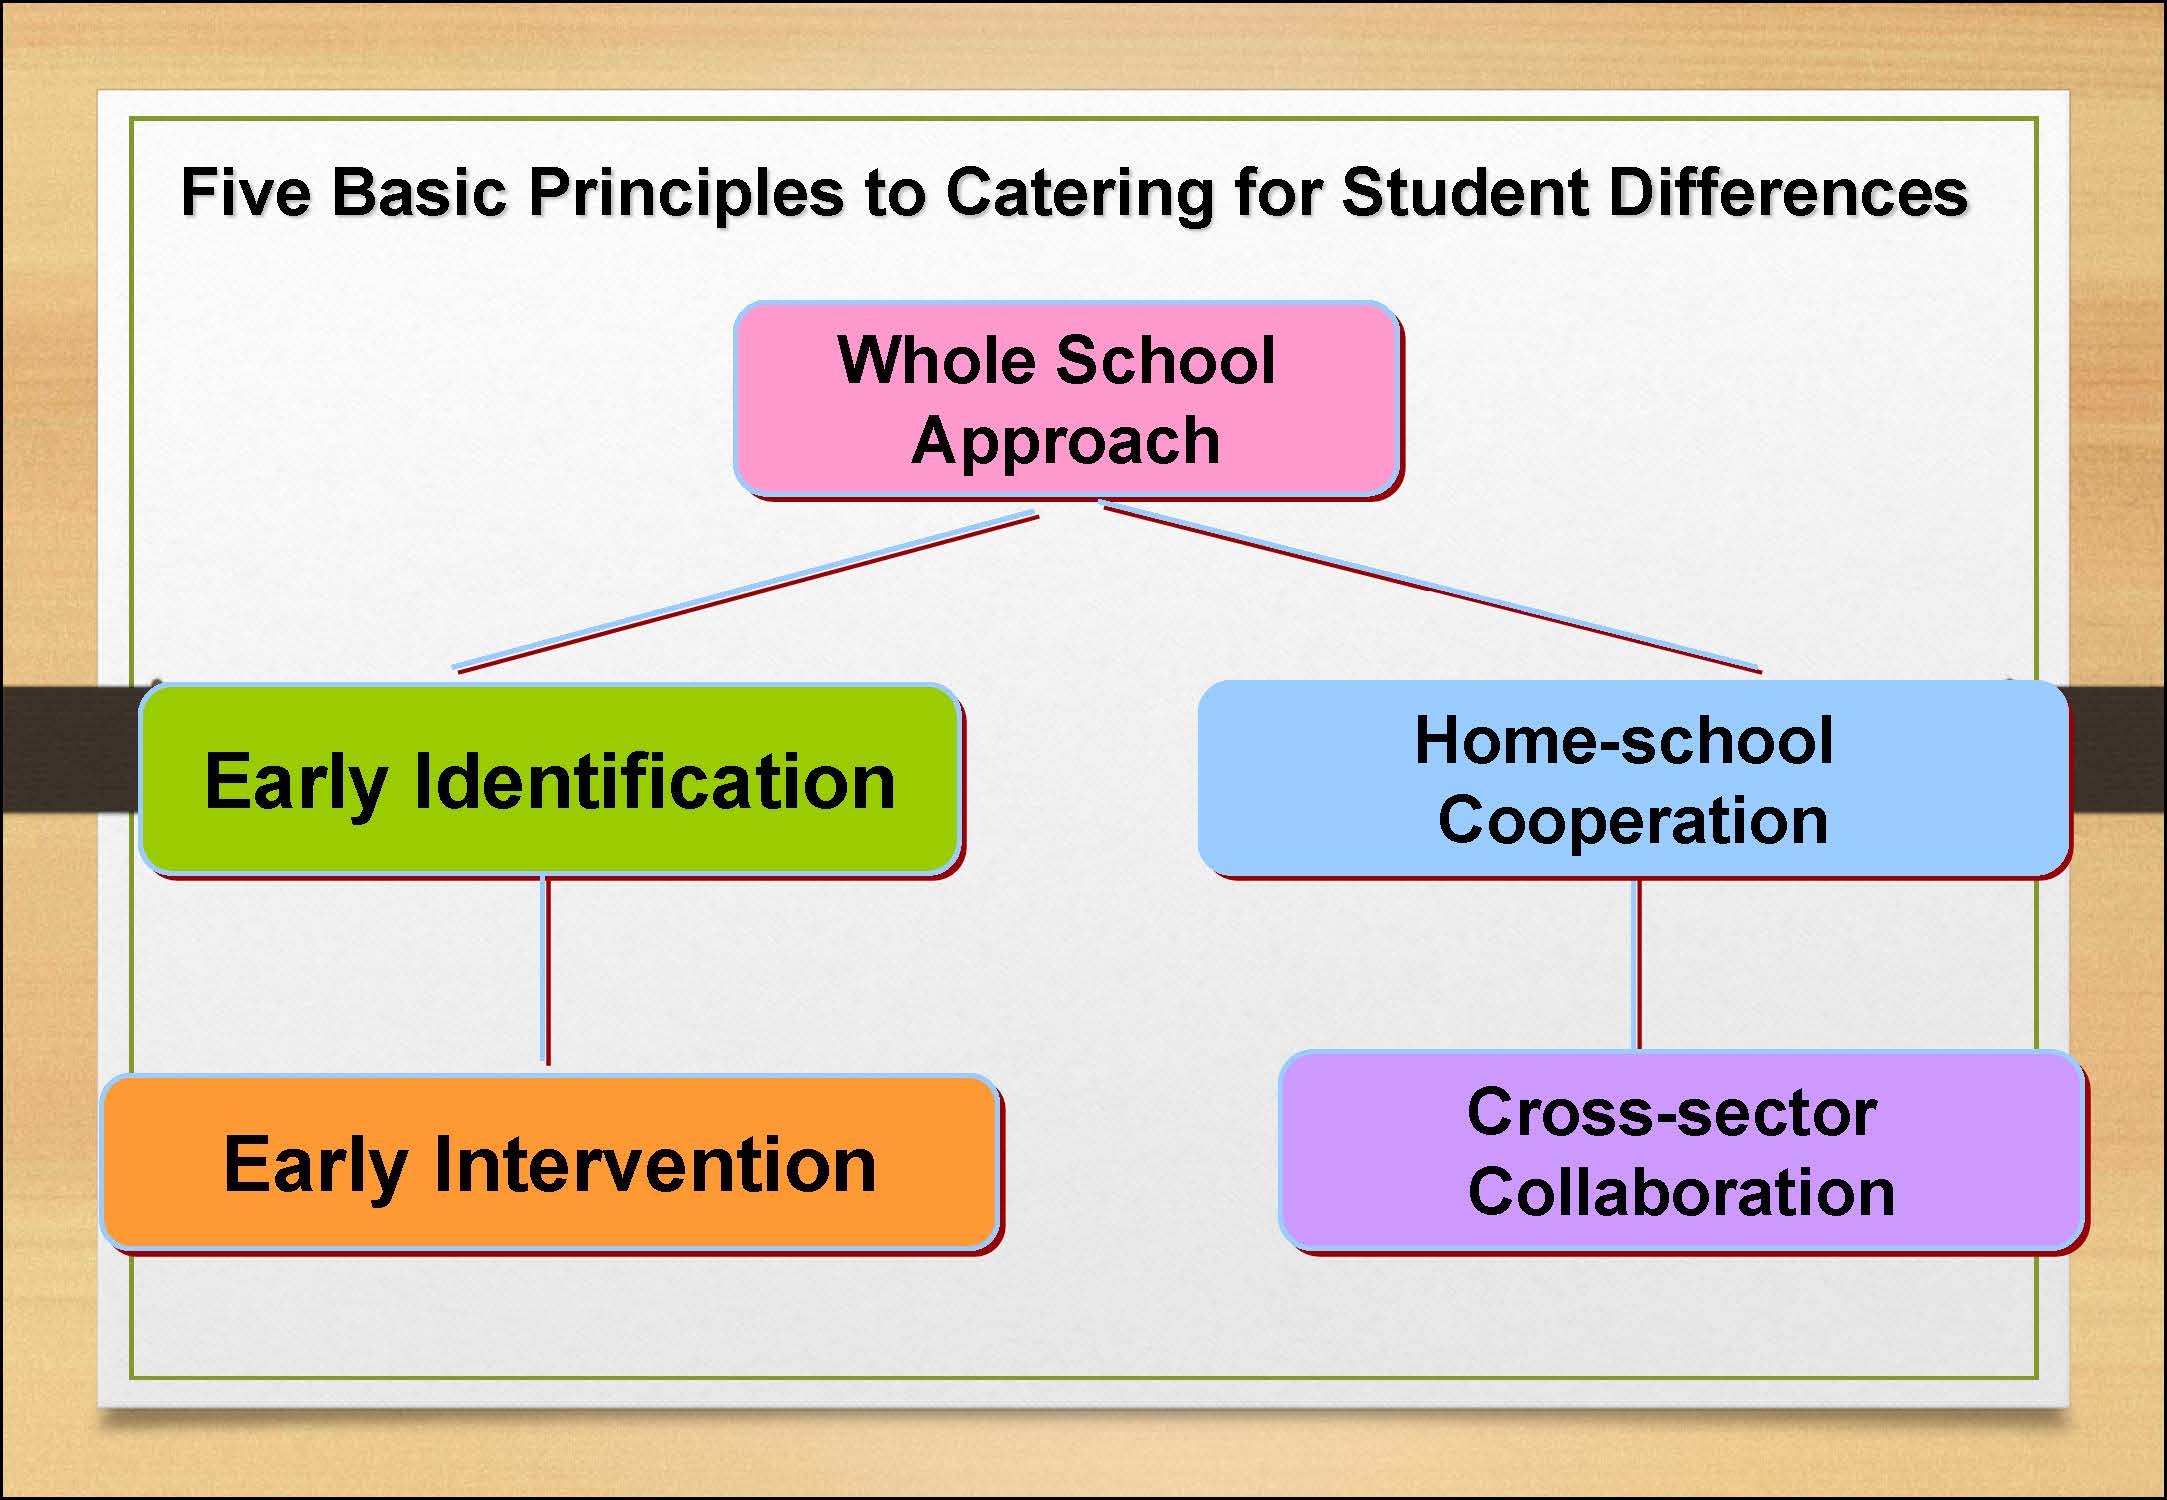 Five Basic Principles to Catering for Student Differences
Whole School
Approach
Early Identification
Home-school
Cooperation
Early Intervention
Cross-sector
Collaboration